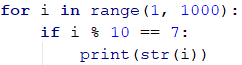 for i in range(1, 1000):
    if i % 10 == 7:
        print(str(i))